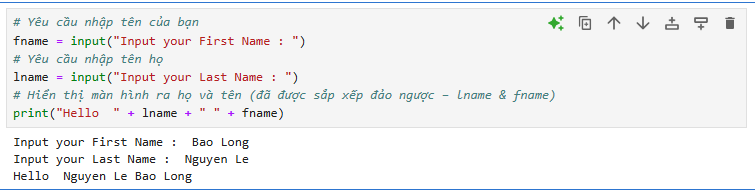 # Yêu cầu nhập tên của bạn
fname = input("Input your First Name : ")
# Yêu cầu nhập tên họ
lname = input("Input your Last Name : ")
# Hiển thị màn hình ra họ và tên (đã được sắp xếp đảo ngược – lname & fname)
print("Hello  " + lname + " " + fname)
Input your First Name :  Bao Long
Input your Last Name :  Nguyen Le
Hello  Nguyen Le Bao Long